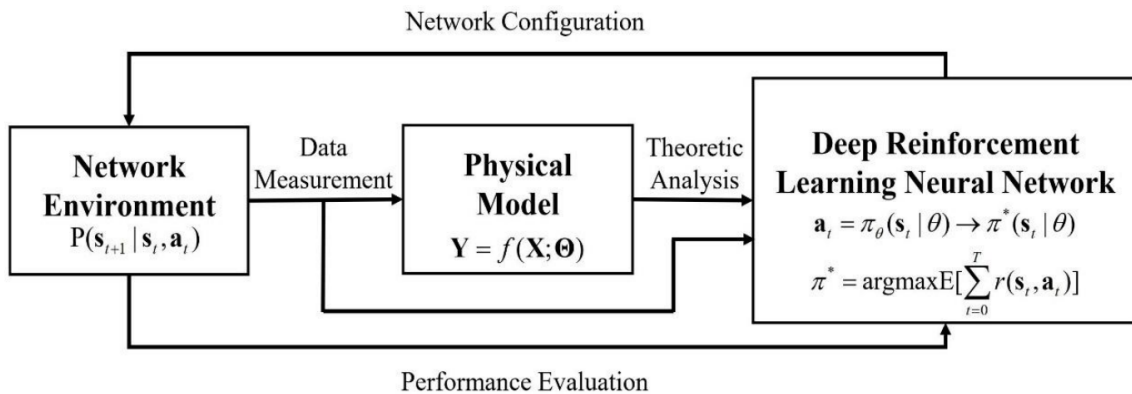 Network Configuration
Network
Environment
P(s_{t+1} | s_t, a_t)
Data
Measurement
Physical
Model
Y = f(X; Θ)
Theoretic
Analysis
Deep Reinforcement
Learning Neural Network
a_t = π_θ(s_t | θ) → π^*(s_t | θ)
π^* = argmaxE[∑_{t=0}^{T} r(s_t, a_t)]
Performance Evaluation